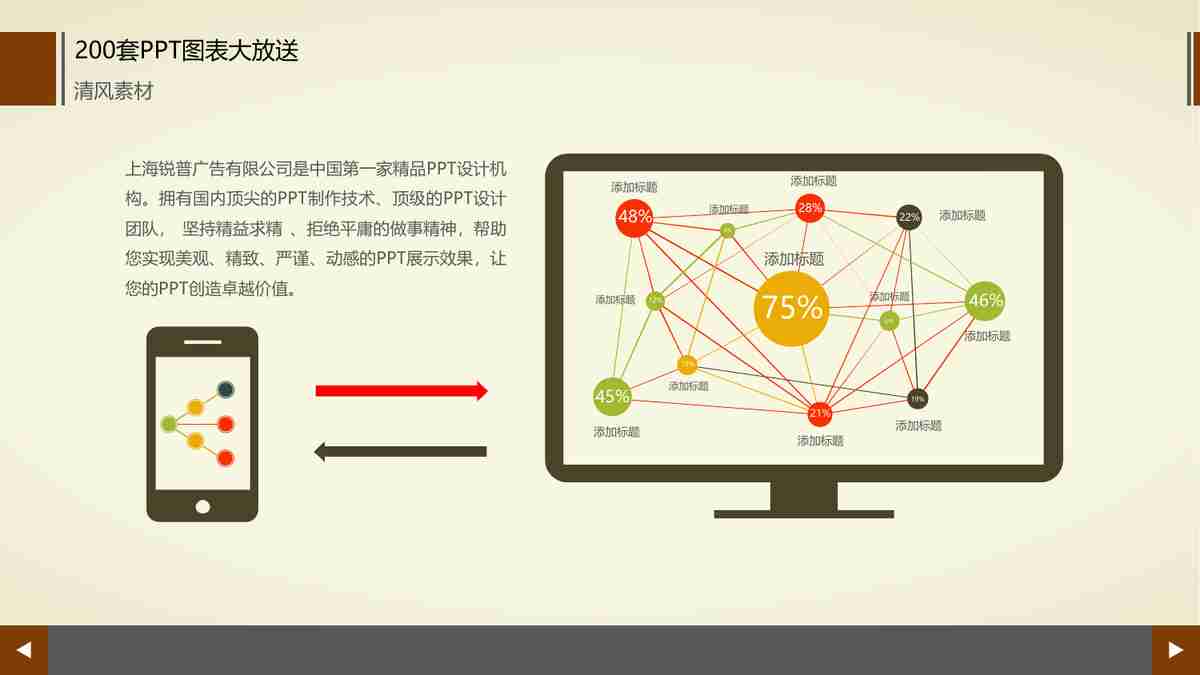 200套PPT图表大放送
清风素材
上海锐普广告有限公司是中国第一家精品PPT设计机
构。拥有国内顶尖的PPT制作技术、顶级的PPT设计
团队， 坚持精益求精 、拒绝平庸的做事精神，帮助
您实现美观、精致、严谨、动感的PPT展示效果，让
您的PPT创造卓越价值。
添加标题
48%
添加标题
添加标题
28%
22%
添加标题
添加标题
75%
添加标题
12%
添加标题
46%
添加标题
添加标题
45%
添加标题
21%
添加标题
19%
添加标题